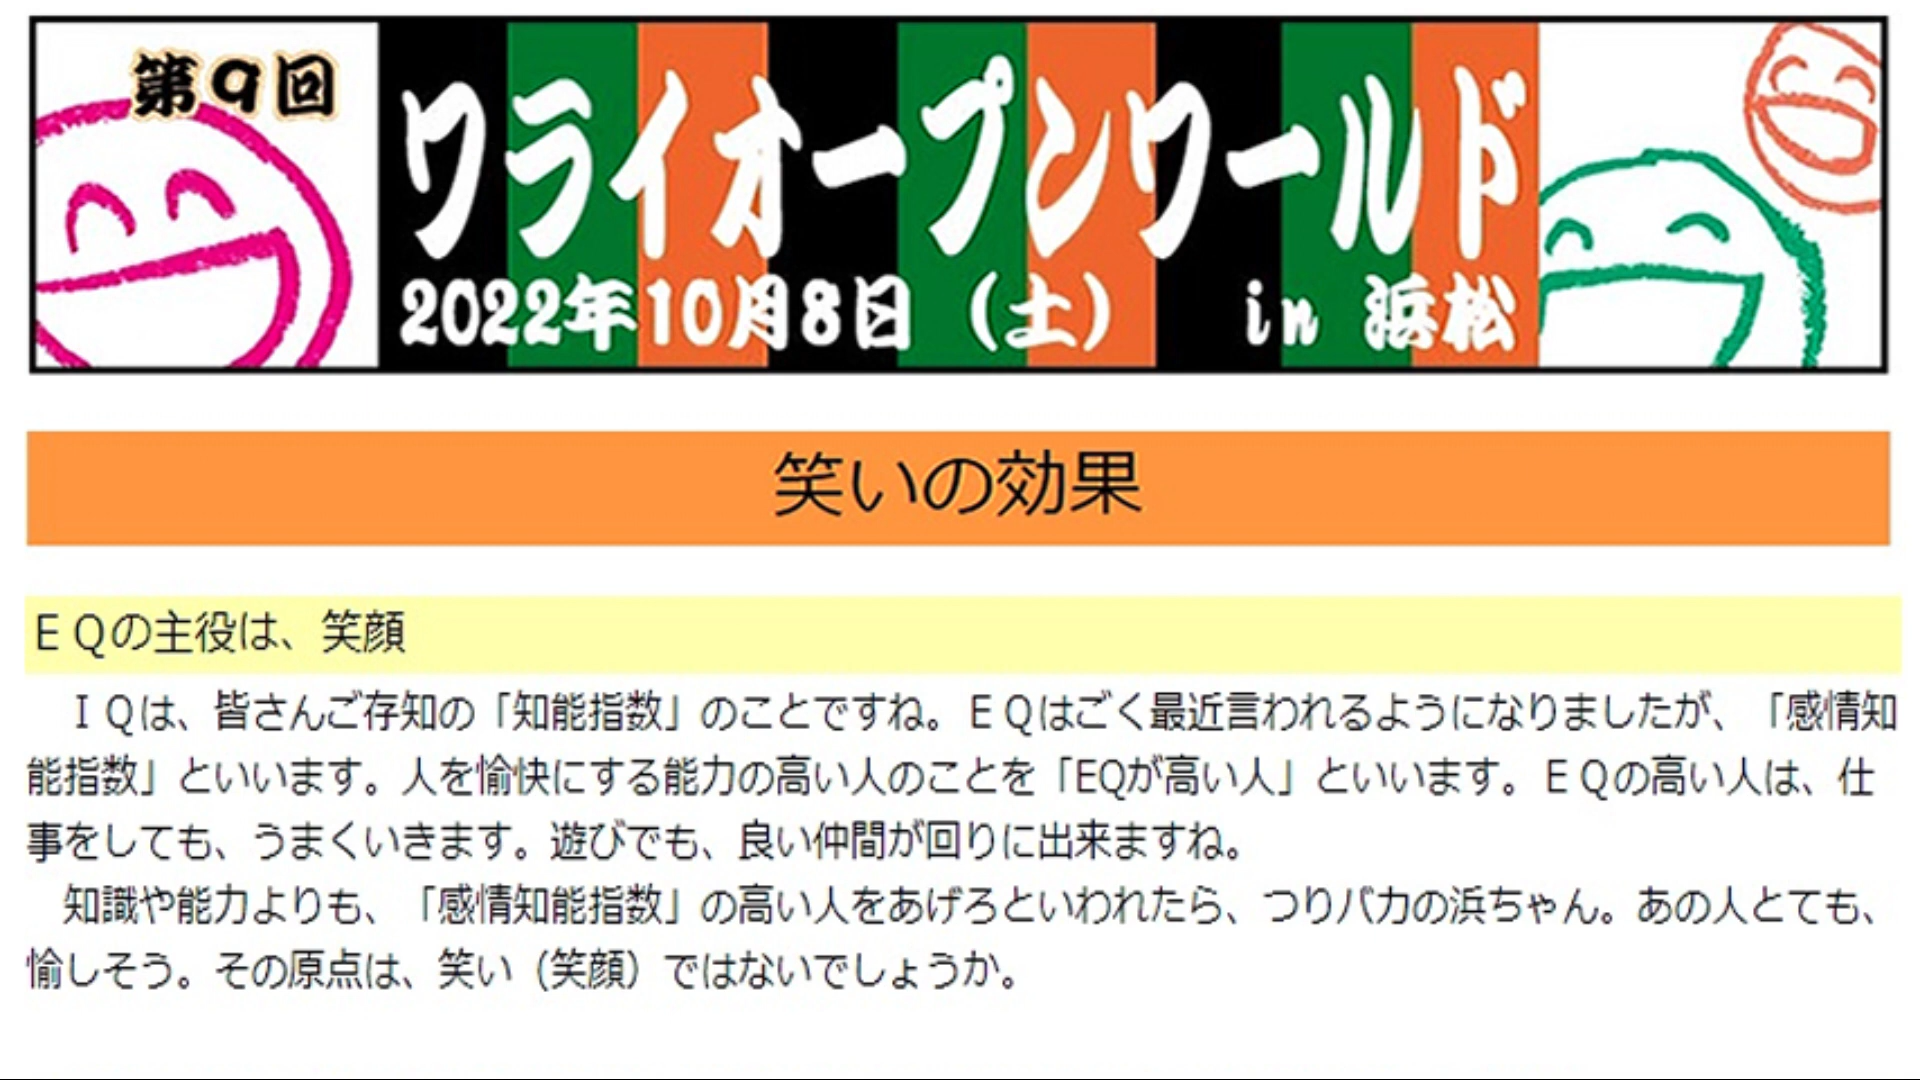 第9回
ワライオープンワールド
2022年10月8日（土）　in 浜松
笑いの効果
ＥＱの主役は、笑顔
　ＩＱは、皆さんご存知の「知能指数」のことですね。ＥＱはごく最近言われるようになりましたが、「感情知
能指数」といいます。人を愉快にする能力の高い人のことを「EQが高い人」といいます。ＥＱの高い人は、仕
事をしても、うまくいきます。遊びでも、良い仲間が回りに出来ますね。
　知識や能力よりも、「感情知能指数」の高い人をあげろといわれたら、つりバカの浜ちゃん。あの人とても、
愉しそう。その原点は、笑い（笑顔）ではないでしょうか。